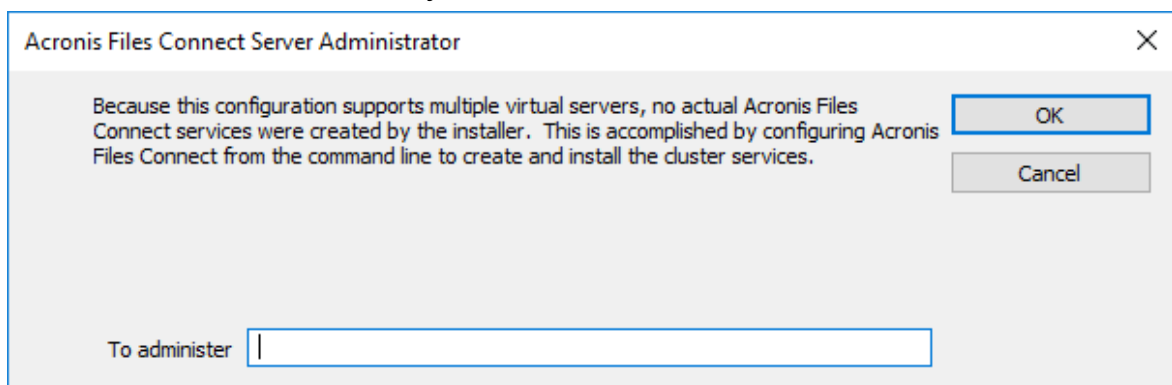 Acronis Files Connect Server Administrator
Because this configuration supports multiple virtual servers, no actual Acronis Files
Connect services were created by the installer.  This is accomplished by configuring Acronis
Files Connect from the command line to create and install the cluster services.
OK
Cancel
To administer